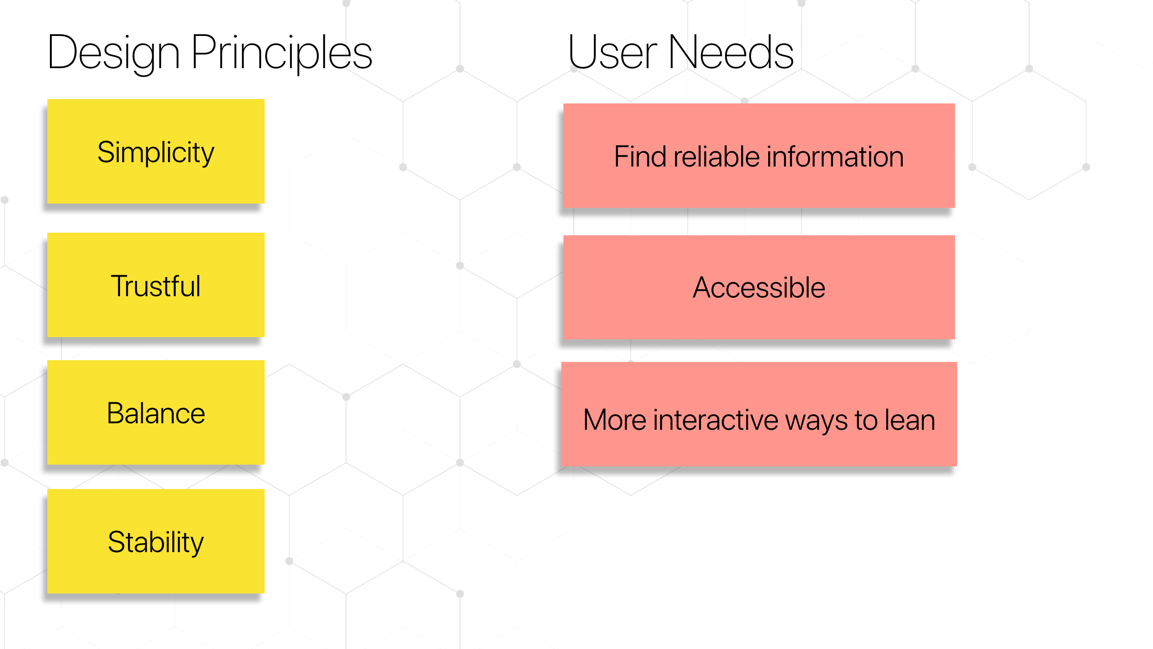 Design Principles
Simplicity
Trustful
Balance
Stability
User Needs
Find reliable information
Accessible
More interactive ways to lean